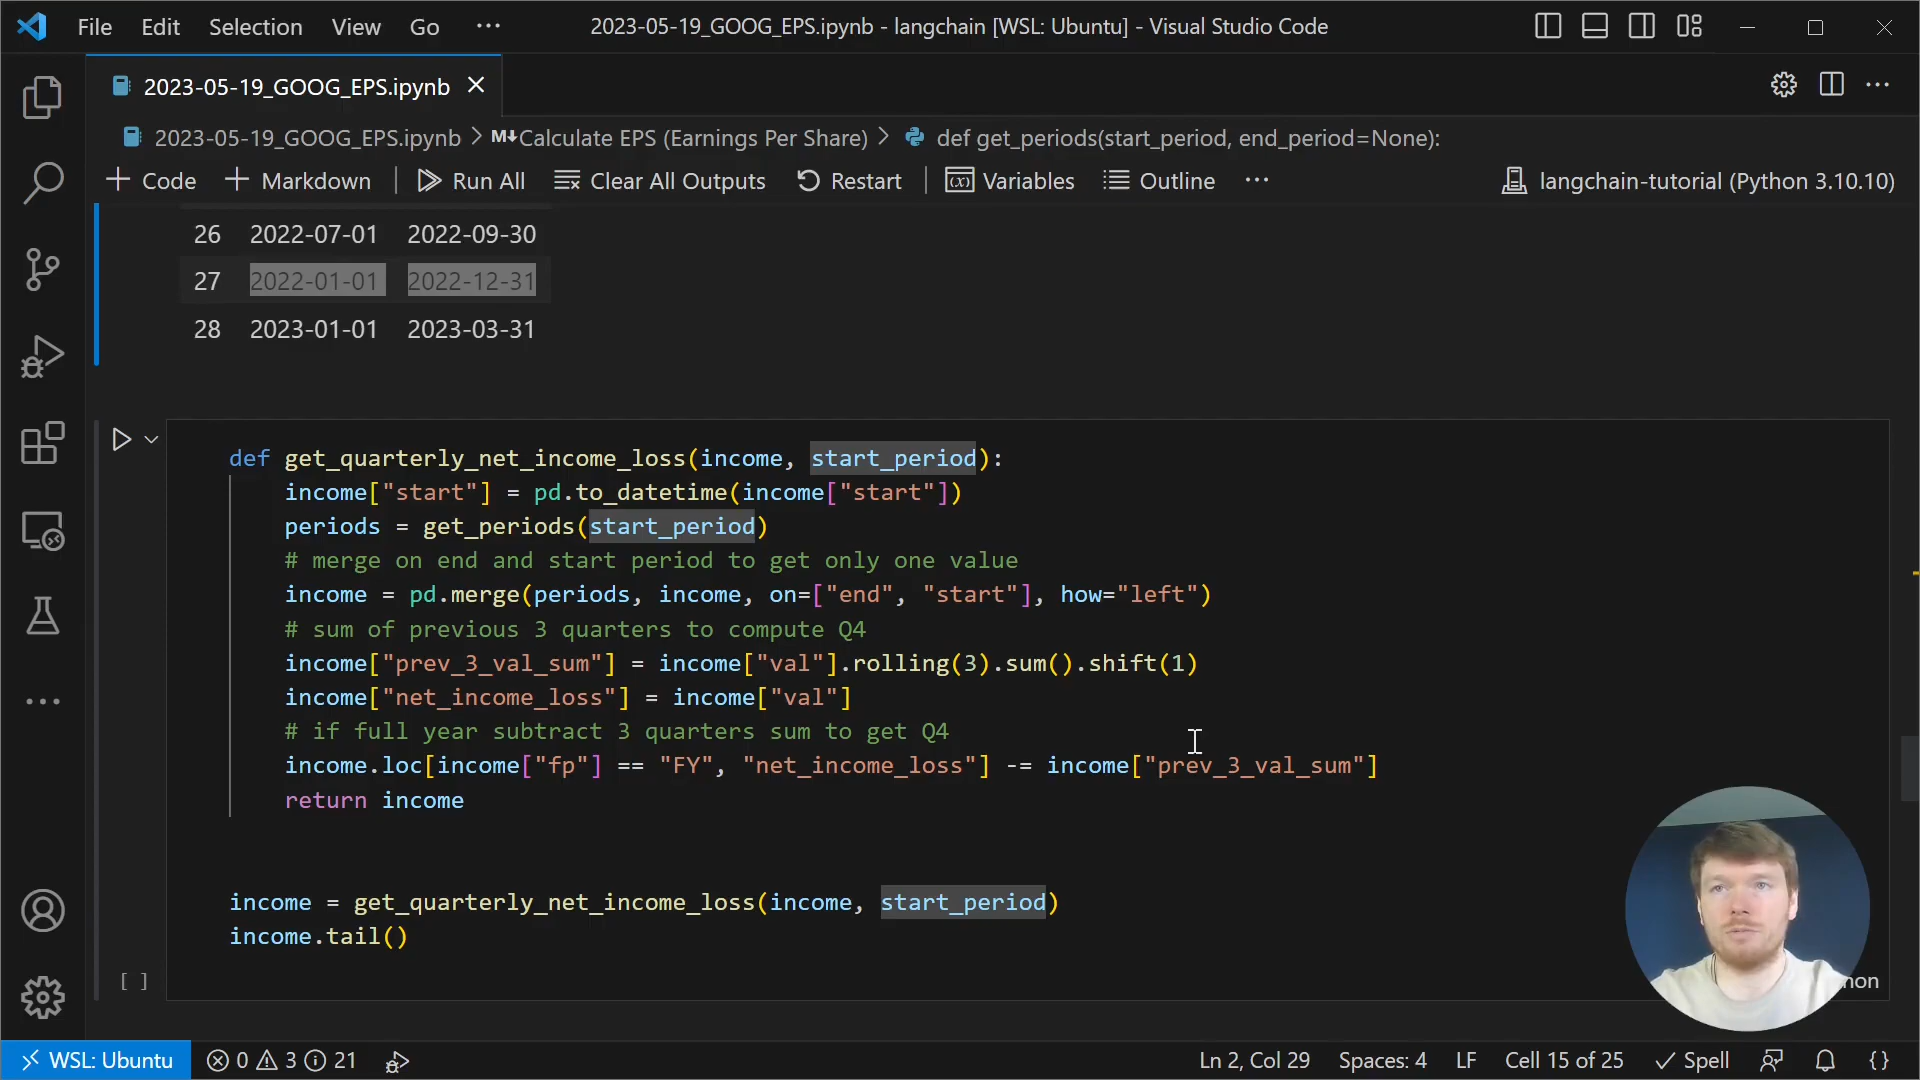 File Edit Selection View Go ··· 2023-05-19_GOOG_EPS.ipynb - langchain [WSL: Ubuntu] - Visual Studio Code
2023-05-19_GOOG_EPS.ipynb
2023-05-19_GOOG_EPS.ipynb > M↓Calculate EPS (Earnings Per Share) > def get_periods(start_period, end_period=None):
+ Code + Markdown | Run All Clear All Outputs Restart | Variables Outline ··· langchain-tutorial (Python 3.10.10)
26 2022-07-01 2022-09-30
27 2022-01-01 2022-12-31
28 2023-01-01 2023-03-31
def get_quarterly_net_income_loss(income, start_period):
income["start"] = pd.to_datetime(income["start"])
periods = get_periods(start_period)
# merge on end and start period to get only one value
income = pd.merge(periods, income, on=["end", "start"], how="left")
# sum of previous 3 quarters to compute Q4
income["prev_3_val_sum"] = income["val"].rolling(3).sum().shift(1)
income["net_income_loss"] = income["val"]
# if full year subtract 3 quarters sum to get Q4
income.loc[income["fp"] == "FY", "net_income_loss"] -= income["prev_3_val_sum"]
return income
income = get_quarterly_net_income_loss(income, start_period)
income.tail()
[ ] hon
WSL: Ubuntu 0 3 21 Ln 2, Col 29 Spaces: 4 LF Cell 15 of 25 Spell {}